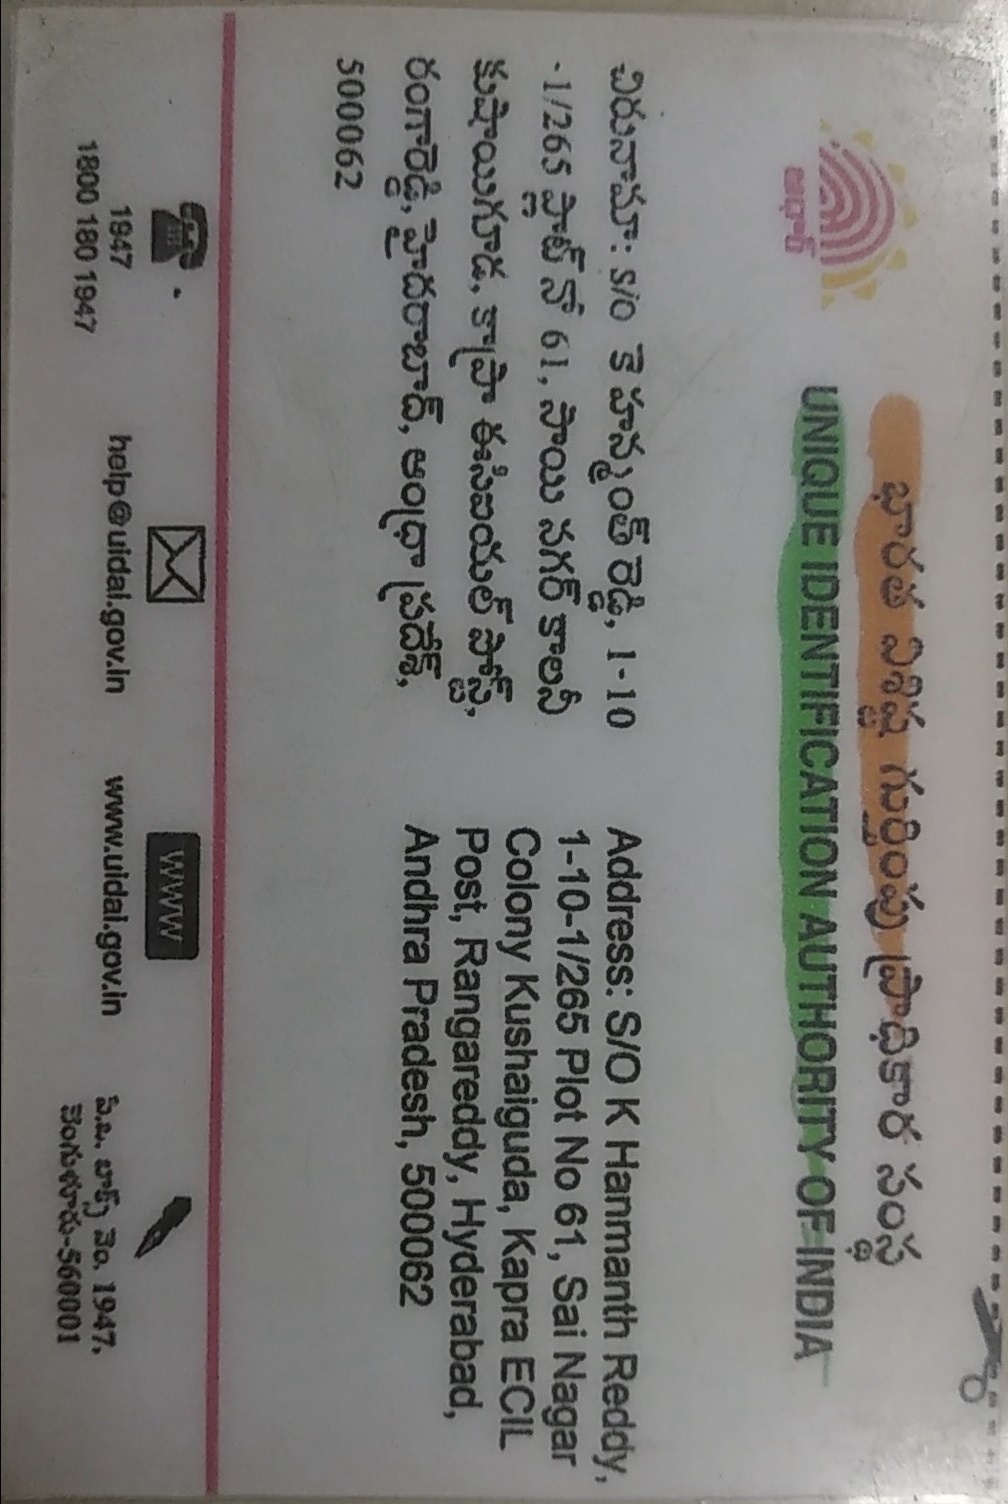 భారత విశిష్ట గుర్తింపు ప్రాధికార సంస్థ
UNIQUE IDENTIFICATION AUTHORITY OF INDIA
ఆధార్
చిరునామా: S/O కె హన్మంత్ రెడ్డి, 1-10
-1/265 ప్లాట్ నో 61, సాయి నగర్ కాలనీ
కుషాయిగూడ, కాప్రా ఈసిఐయల్ పోస్ట్,
రంగారెడ్డి, హైదరాబాద్, ఆంధ్రా ప్రదేశ్,
500062
Address: S/O K Hanmanth Reddy,
1-10-1/265 Plot No 61, Sai Nagar
Colony Kushaiguda, Kapra ECIL
Post, Rangareddy, Hyderabad,
Andhra Pradesh, 500062
1947
1800 180 1947
help@uidai.gov.in
WWW
www.uidai.gov.in
పి.ఒ. బాక్స్ నెం. 1947,
బెంగుళూరు-560001